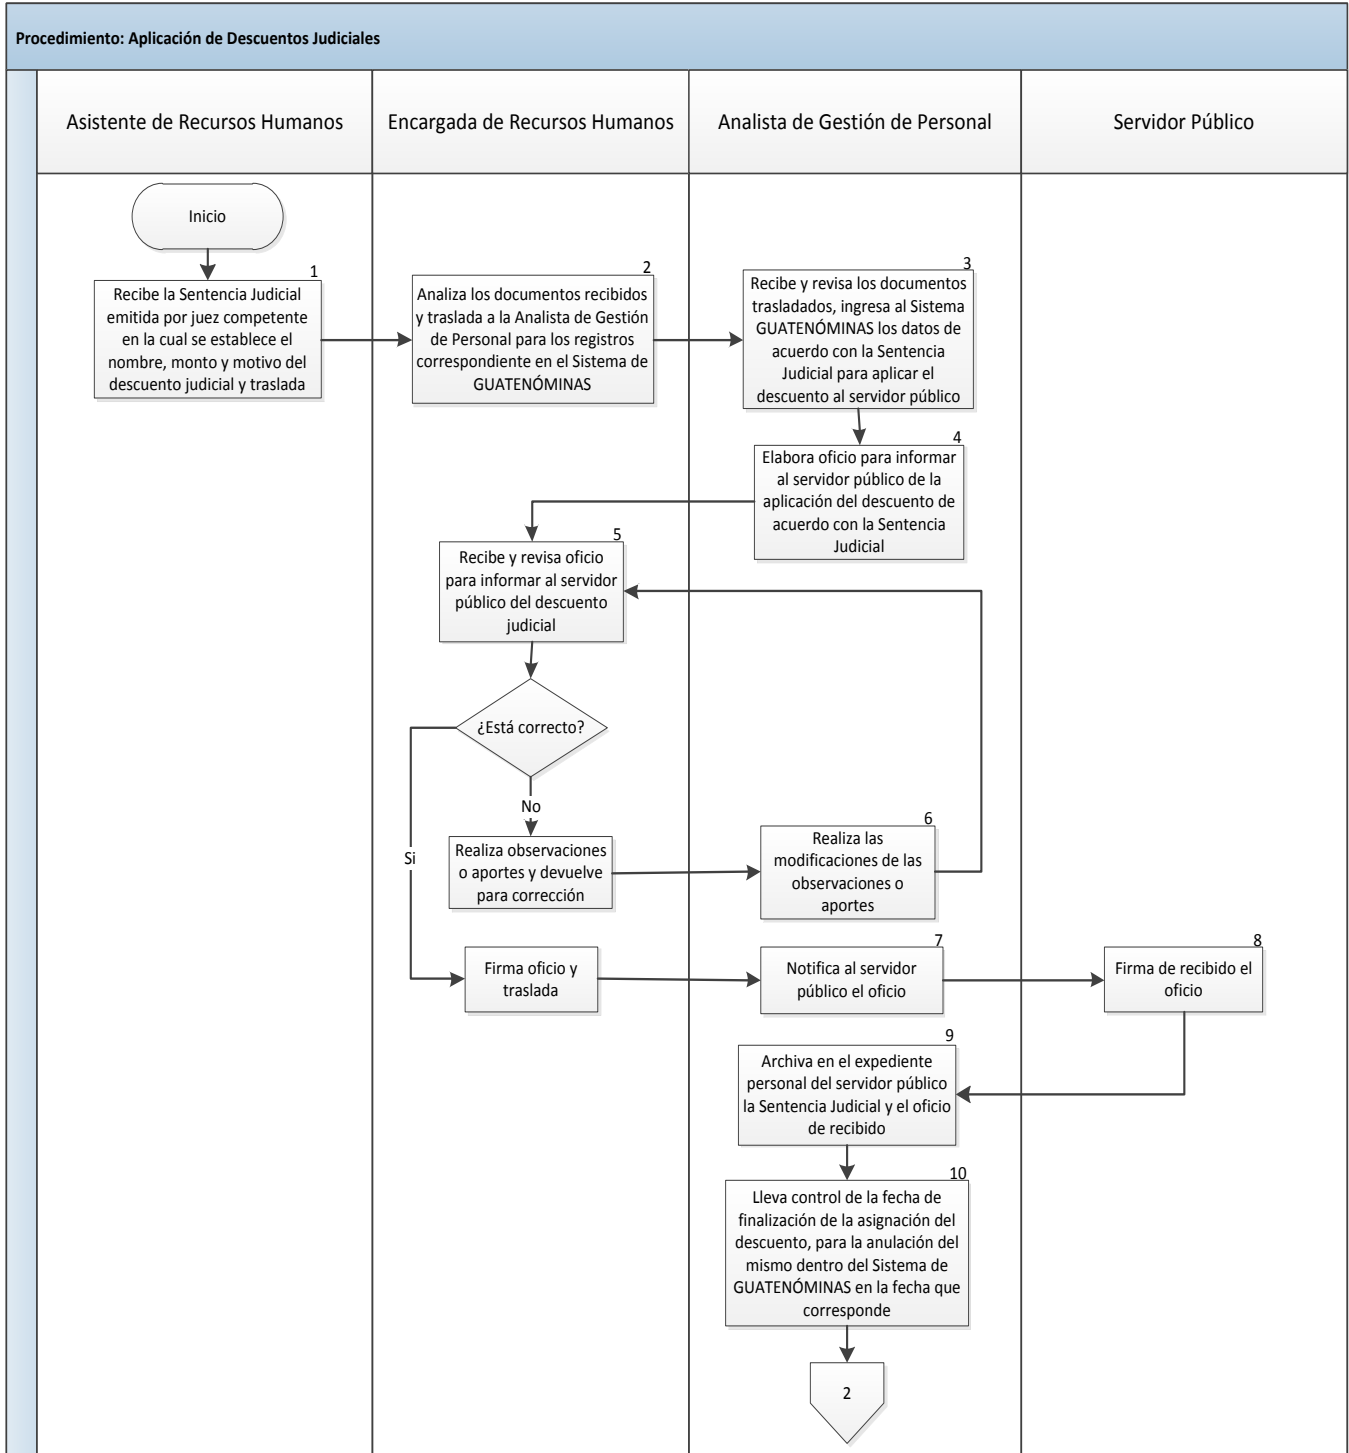 Procedimiento: Aplicación de Descuentos Judiciales
Asistente de Recursos Humanos
Encargada de Recursos Humanos
Analista de Gestión de Personal
Servidor Público
Inicio
1
Recibe la Sentencia Judicial
emitida por juez competente
en la cual se establece el
nombre, monto y motivo del
descuento judicial y traslada
2
Analiza los documentos recibidos
y traslada a la Analista de Gestión
de Personal para los registros
correspondiente en el Sistema de
GUATENÓMINAS
3
Recibe y revisa los documentos
trasladados, ingresa al Sistema
GUATENÓMINAS los datos de
acuerdo con la Sentencia
Judicial para aplicar el
descuento al servidor público
4
Elabora oficio para informar
al servidor público de la
aplicación del descuento de
acuerdo con la Sentencia
Judicial
5
Recibe y revisa oficio
para informar al servidor
público del descuento
judicial
¿Está correcto?
No
Si
Realiza observaciones
o aportes y devuelve
para corrección
6
Realiza las
modificaciones de las
observaciones o
aportes
Firma oficio y
traslada
7
Notifica al servidor
público el oficio
8
Firma de recibido el
oficio
9
Archiva en el expediente
personal del servidor público
la Sentencia Judicial y el oficio
de recibido
10
Lleva control de la fecha de
finalización de la asignación del
descuento, para la anulación del
mismo dentro del Sistema de
GUATENÓMINAS en la fecha que
corresponde
2